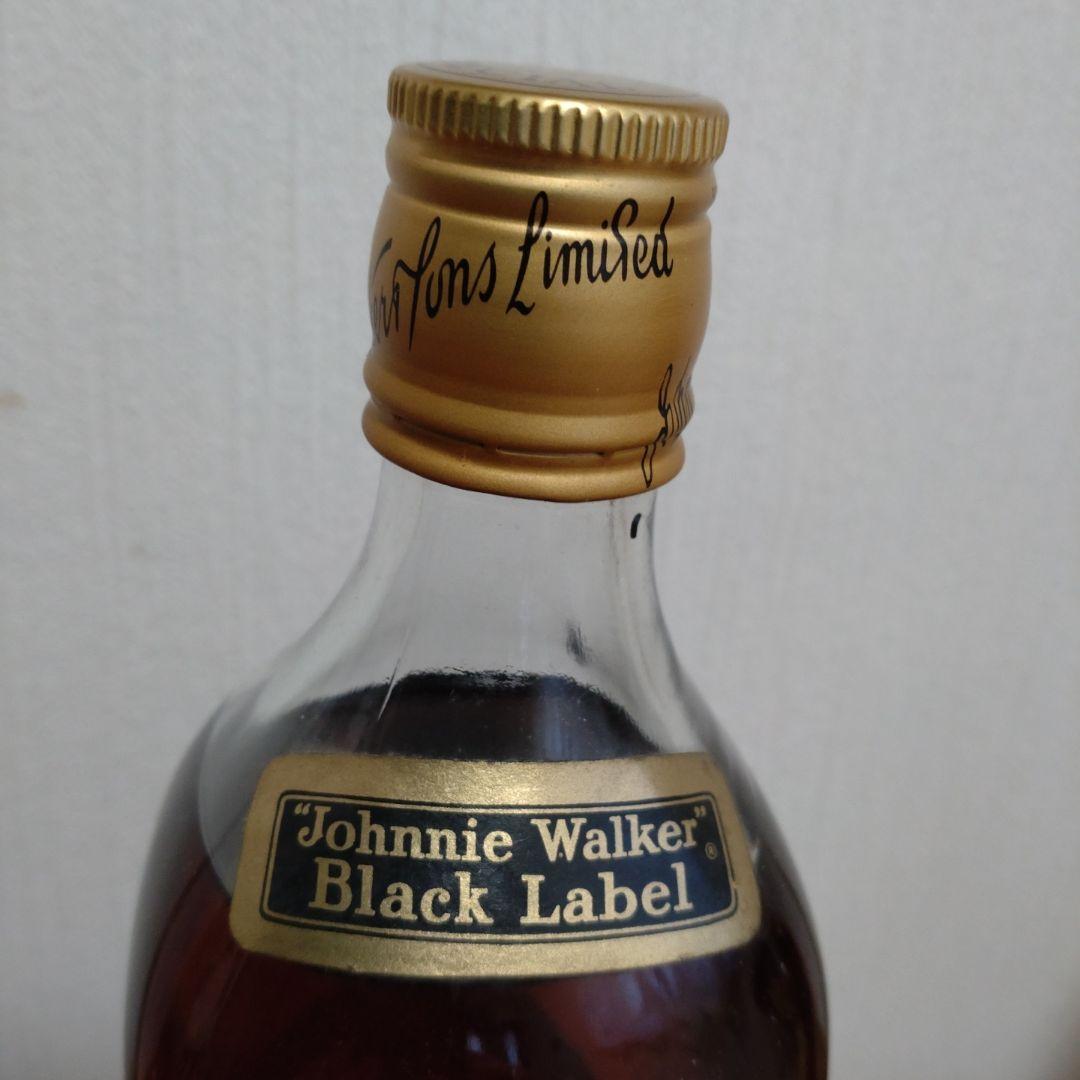 Sons Limited
"Johnnie Walker"®
Black Label